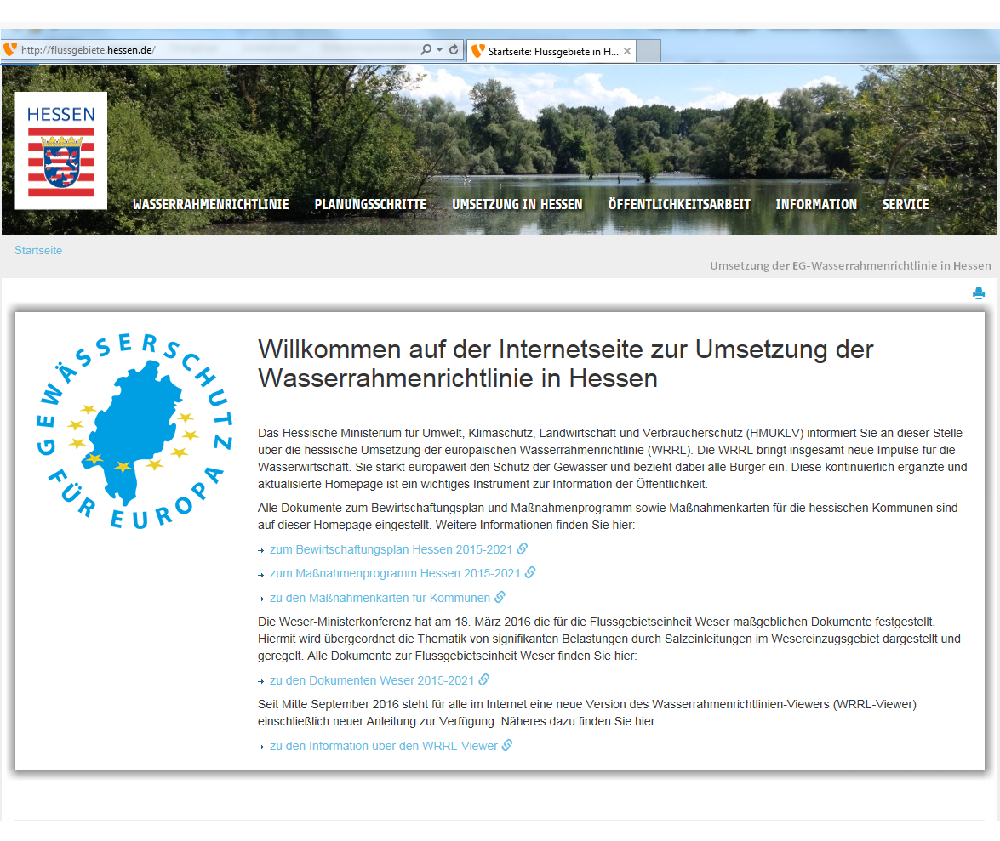 http://flussgebiete.hessen.de/
Startseite: Flussgebiete in H...
HESSEN
WASSERRAHMENRICHTLINIE PLANUNGSSCHRITTE UMSETZUNG IN HESSEN ÖFFENTLICHKEITSARBEIT INFORMATION SERVICE
Startseite
Umsetzung der EG-Wasserrahmenrichtlinie in Hessen
GEWÄSSERSCHUTZ
FÜR EUROPA
Willkommen auf der Internetseite zur Umsetzung der
Wasserrahmenrichtlinie in Hessen
Das Hessische Ministerium für Umwelt, Klimaschutz, Landwirtschaft und Verbraucherschutz (HMUKLV) informiert Sie an dieser Stelle
über die hessische Umsetzung der europäischen Wasserrahmenrichtlinie (WRRL). Die WRRL bringt insgesamt neue Impulse für die
Wasserwirtschaft. Sie stärkt europaweit den Schutz der Gewässer und bezieht dabei alle Bürger ein. Diese kontinuierlich ergänzte und
aktualisierte Homepage ist ein wichtiges Instrument zur Information der Öffentlichkeit.
Alle Dokumente zum Bewirtschaftungsplan und Maßnahmenprogramm sowie Maßnahmenkarten für die hessischen Kommunen sind
auf dieser Homepage eingestellt. Weitere Informationen finden Sie hier:
zum Bewirtschaftungsplan Hessen 2015-2021
zum Maßnahmenprogramm Hessen 2015-2021
zu den Maßnahmenkarten für Kommunen
Die Weser-Ministerkonferenz hat am 18. März 2016 die für die Flussgebietseinheit Weser maßgeblichen Dokumente festgestellt.
Hiermit wird übergeordnet die Thematik von signifikanten Belastungen durch Salzeinleitungen im Wesereinzugsgebiet dargestellt und
geregelt. Alle Dokumente zur Flussgebietseinheit Weser finden Sie hier:
zu den Dokumenten Weser 2015-2021
Seit Mitte September 2016 steht für alle im Internet eine neue Version des Wasserrahmenrichtlinien-Viewers (WRRL-Viewer)
einschließlich neuer Anleitung zur Verfügung. Näheres dazu finden Sie hier:
zu den Information über den WRRL-Viewer